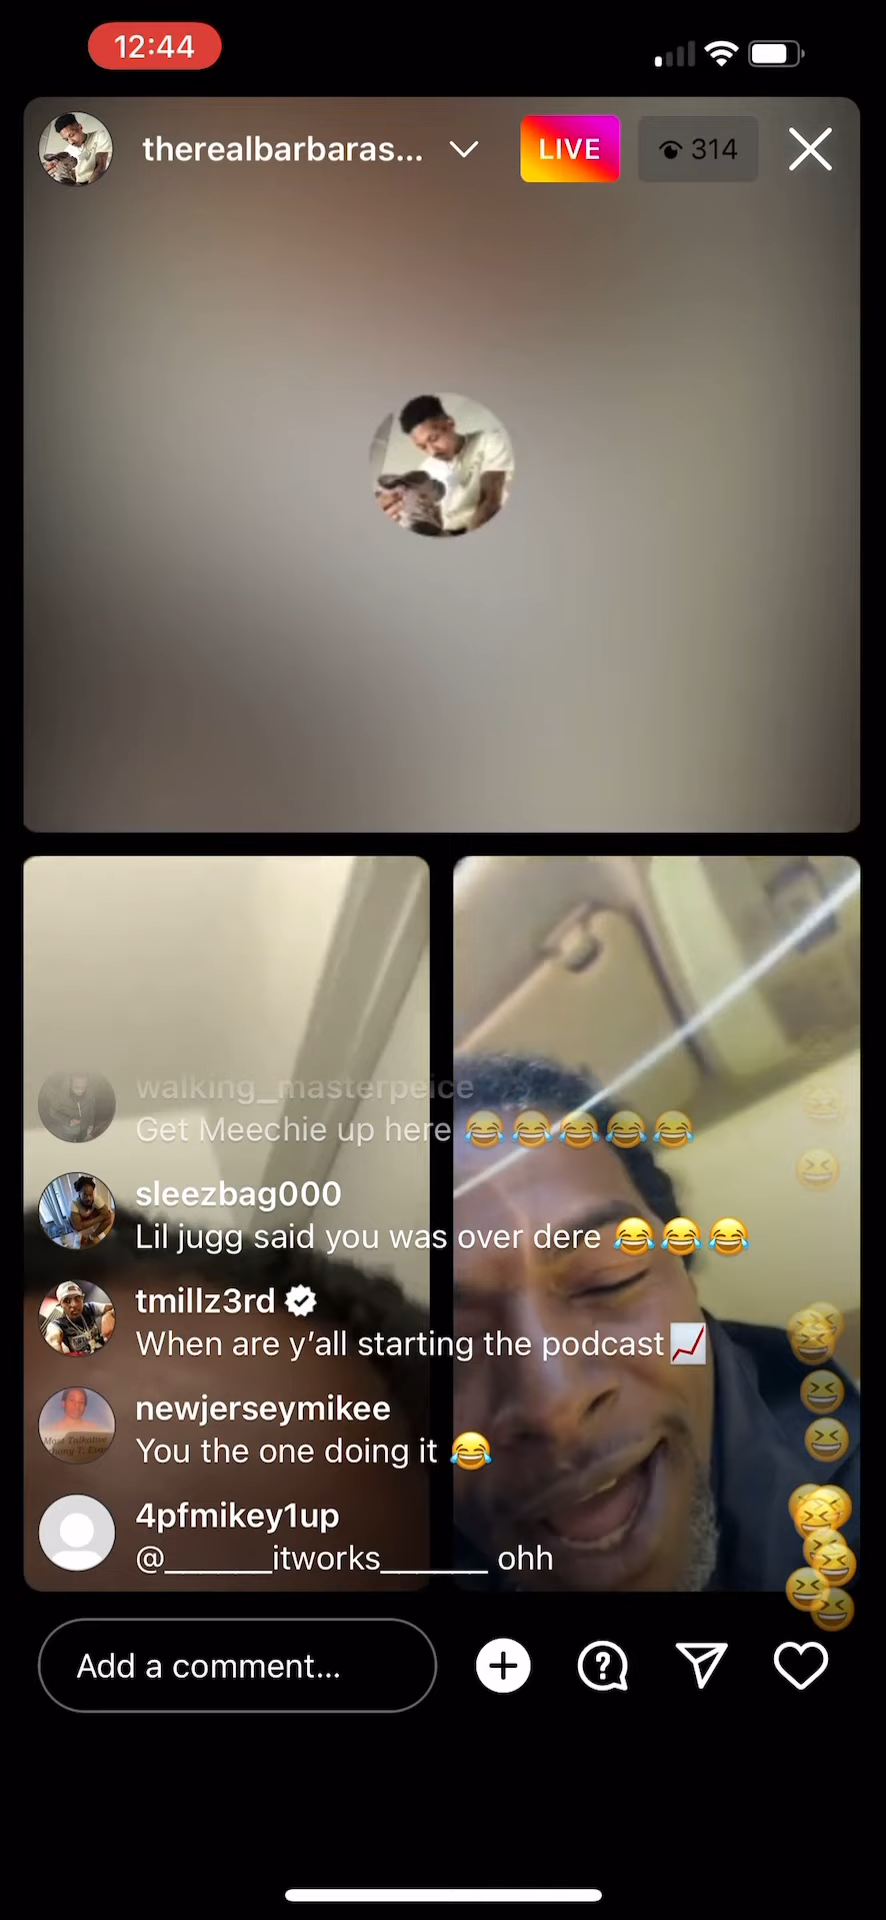 12:44
therealbarbaras...
LIVE
314
walking_masterpeice
Get Meechie up here 😂😂😂😂😂
sleezbag000
Lil jugg said you was over dere 😂😂😂
tmillz3rd
When are y’all starting the podcast📈
newjerseymikee
You the one doing it 😂
4pfmikey1up
@______itworks______ ohh
Add a comment...